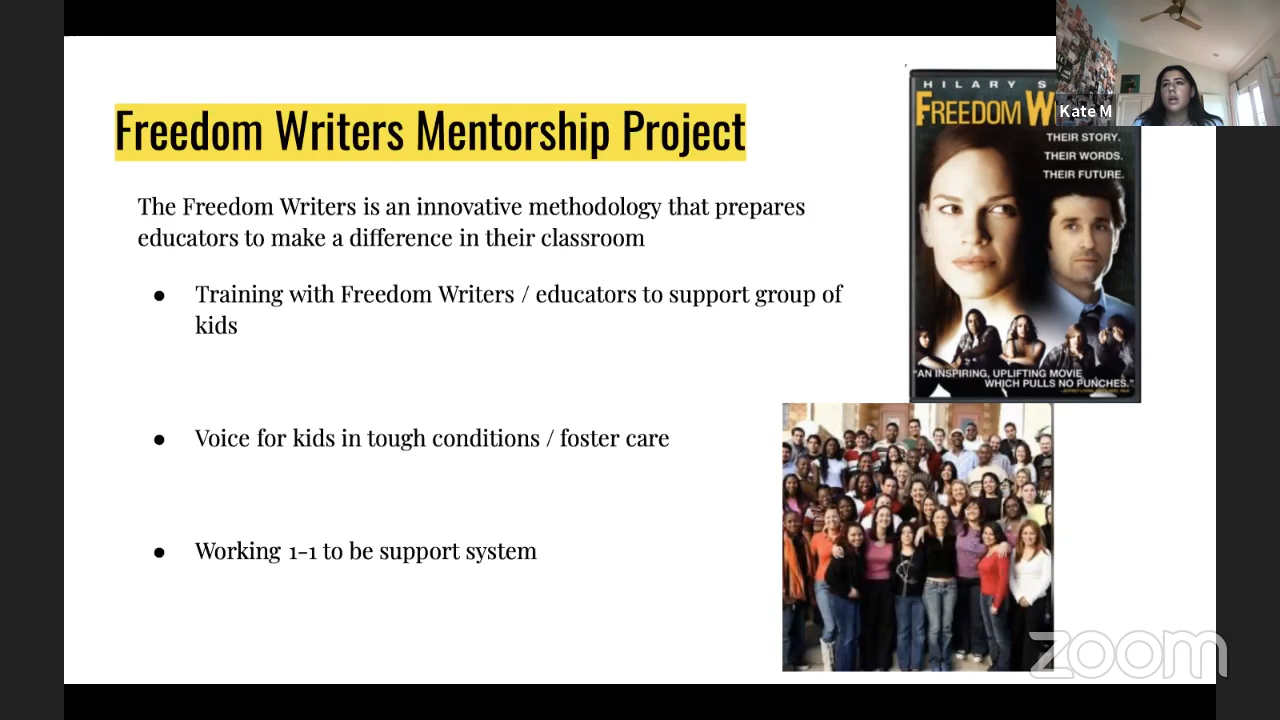 HILARY S
FREEDOM W
Kate M
Freedom Writers Mentorship Project
THEIR STORY.
THEIR WORDS.
THEIR FUTURE.
The Freedom Writers is an innovative methodology that prepares
educators to make a difference in their classroom
● Training with Freedom Writers / educators to support group of
kids
"AN INSPIRING, UPLIFTING MOVIE
WHICH PULLS NO PUNCHES."
● Voice for kids in tough conditions / foster care
● Working 1-1 to be support system
zoom